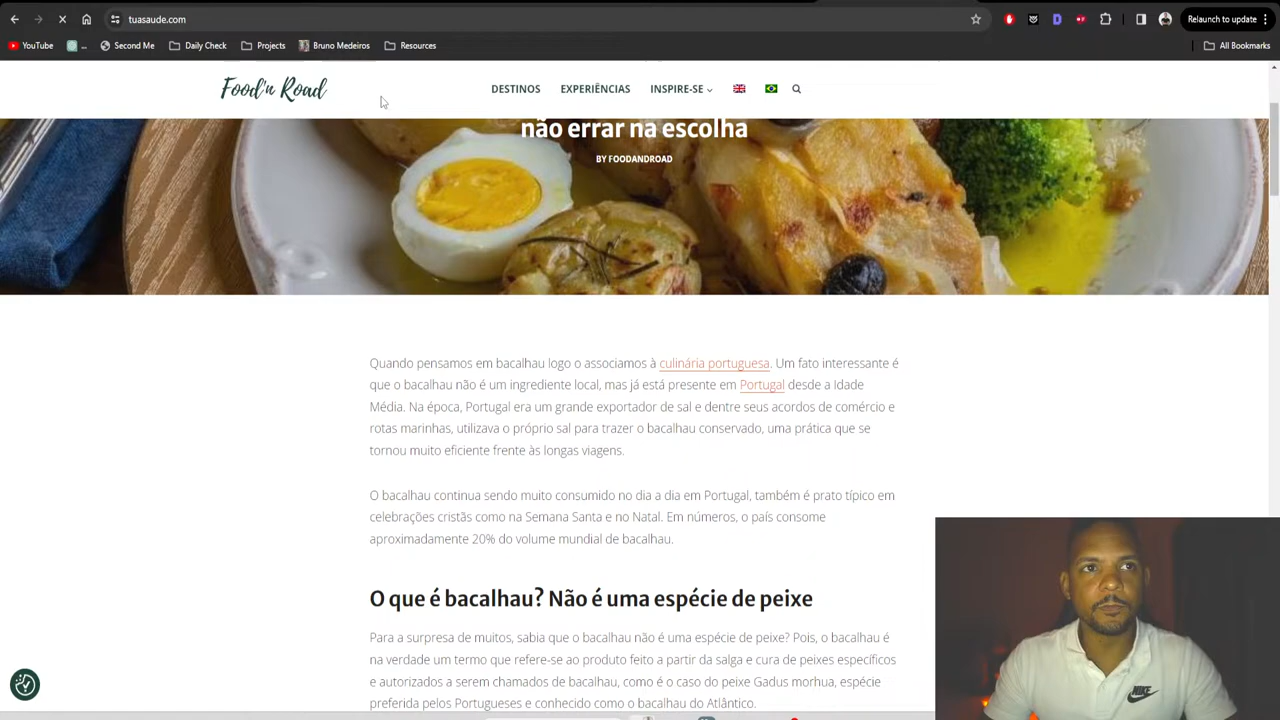 tuasaude.com
Relaunch to update
YouTube
...
Second Me
Daily Check
Projects
Bruno Medeiros
Resources
All Bookmarks
Food'n Road
DESTINOS
EXPERIÊNCIAS
INSPIRE-SE
não errar na escolha
BY FOODANDROAD
Quando pensamos em bacalhau logo o associamos à culinária portuguesa. Um fato interessante é
que o bacalhau não é um ingrediente local, mas já está presente em Portugal desde a Idade
Média. Na época, Portugal era um grande exportador de sal e dentre seus acordos de comércio e
rotas marinhas, utilizava o próprio sal para trazer o bacalhau conservado, uma prática que se
tornou muito eficiente frente às longas viagens.
O bacalhau continua sendo muito consumido no dia a dia em Portugal, também é prato típico em
celebrações cristãs como na Semana Santa e no Natal. Em números, o país consome
aproximadamente 20% do volume mundial de bacalhau.
O que é bacalhau? Não é uma espécie de peixe
Para a surpresa de muitos, sabia que o bacalhau não é uma espécie de peixe? Pois, o bacalhau é
na verdade um termo que refere-se ao produto feito a partir da salga e cura de peixes específicos
e autorizados a serem chamados de bacalhau, como é o caso do peixe Gadus morhua, espécie
preferida pelos Portugueses e conhecido como o bacalhau do Atlântico.
NIKE